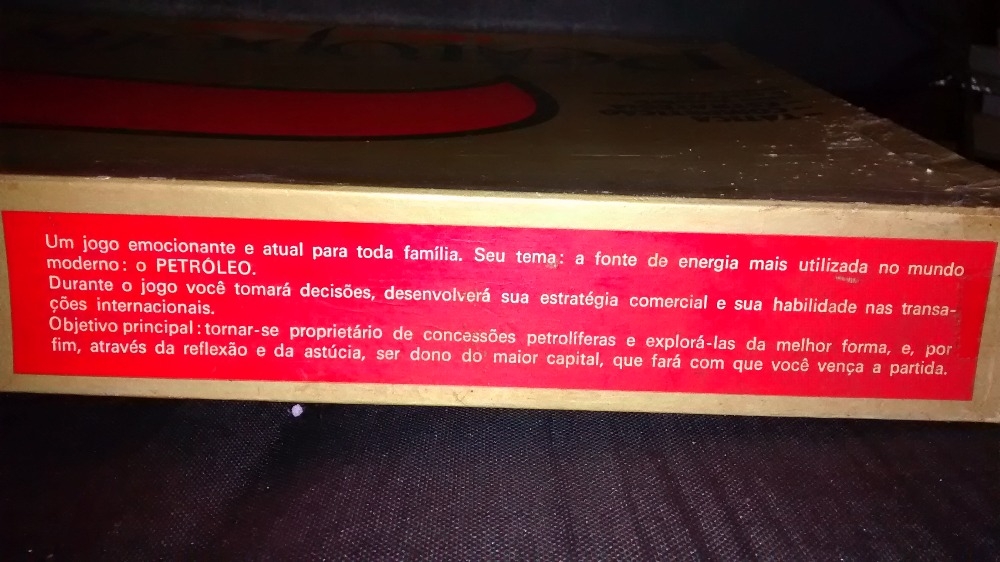 Um jogo emocionante e atual para toda família. Seu tema: a fonte de energia mais utilizada no mundo
moderno: o PETRÓLEO.
Durante o jogo você tomará decisões, desenvolverá sua estratégia comercial e sua habilidade nas transa-
ções internacionais.
Objetivo principal: tornar-se proprietário de concessões petrolíferas e explorá-las da melhor forma, e, por
fim, através da reflexão e da astúcia, ser dono do maior capital, que fará com que você vença a partida.